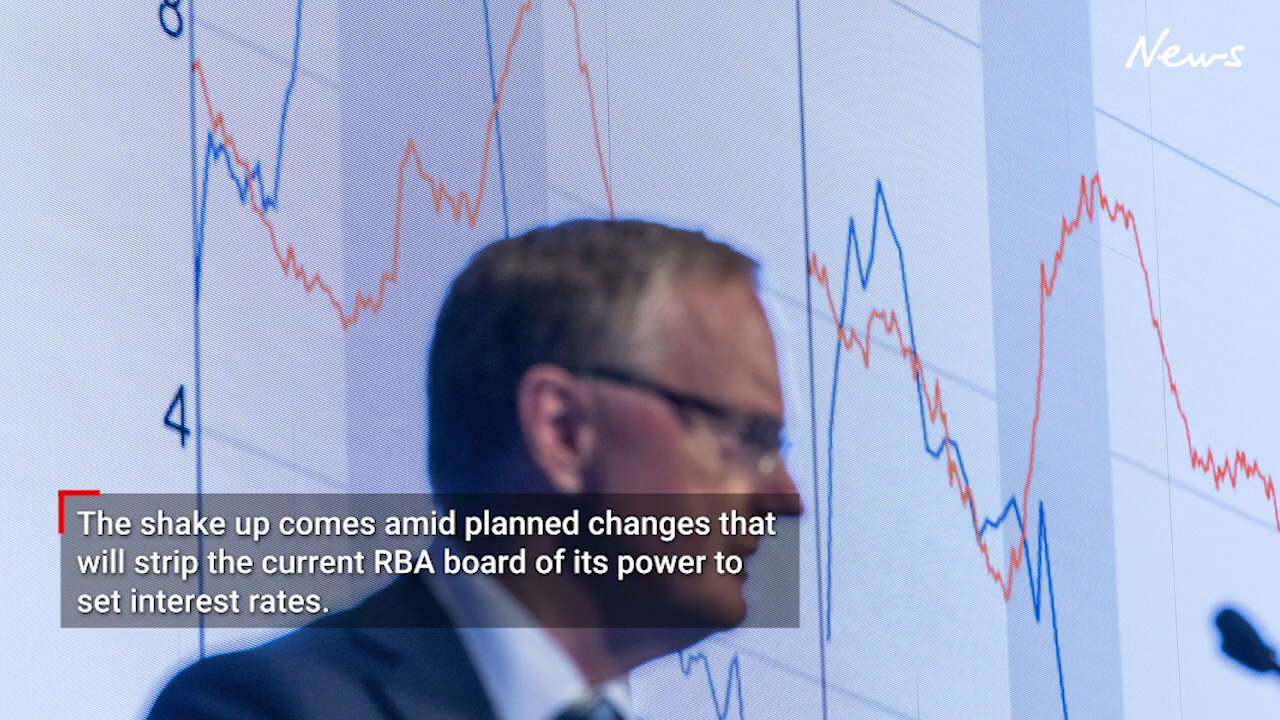 8
News
4
The shake up comes amid planned changes that
will strip the current RBA board of its power to
set interest rates.